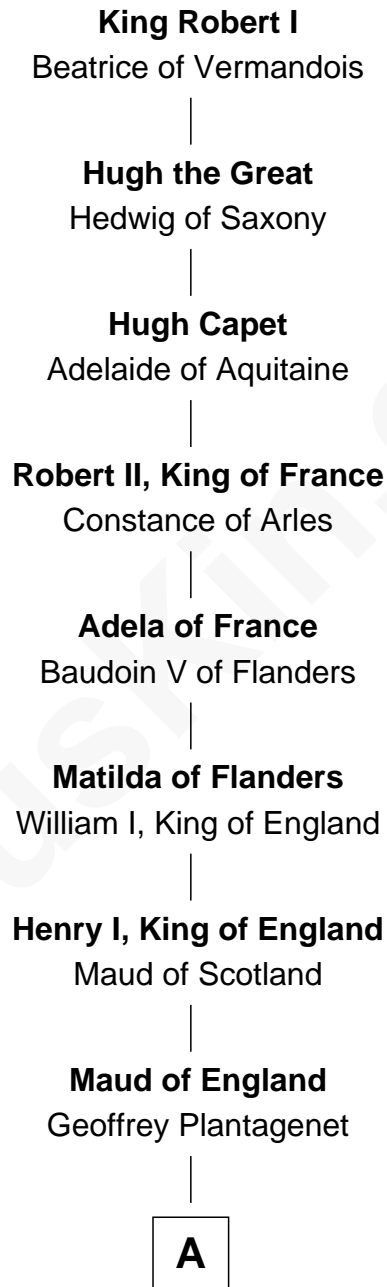 King Robert I
Beatrice of Vermandois
Hugh the Great
Hedwig of Saxony
Hugh Capet
Adelaide of Aquitaine
Robert II, King of France
Constance of Arles
Adela of France
Baudoin V of Flanders
Matilda of Flanders
William I, King of England
Henry I, King of England
Maud of Scotland
Maud of England
Geoffrey Plantagenet
A